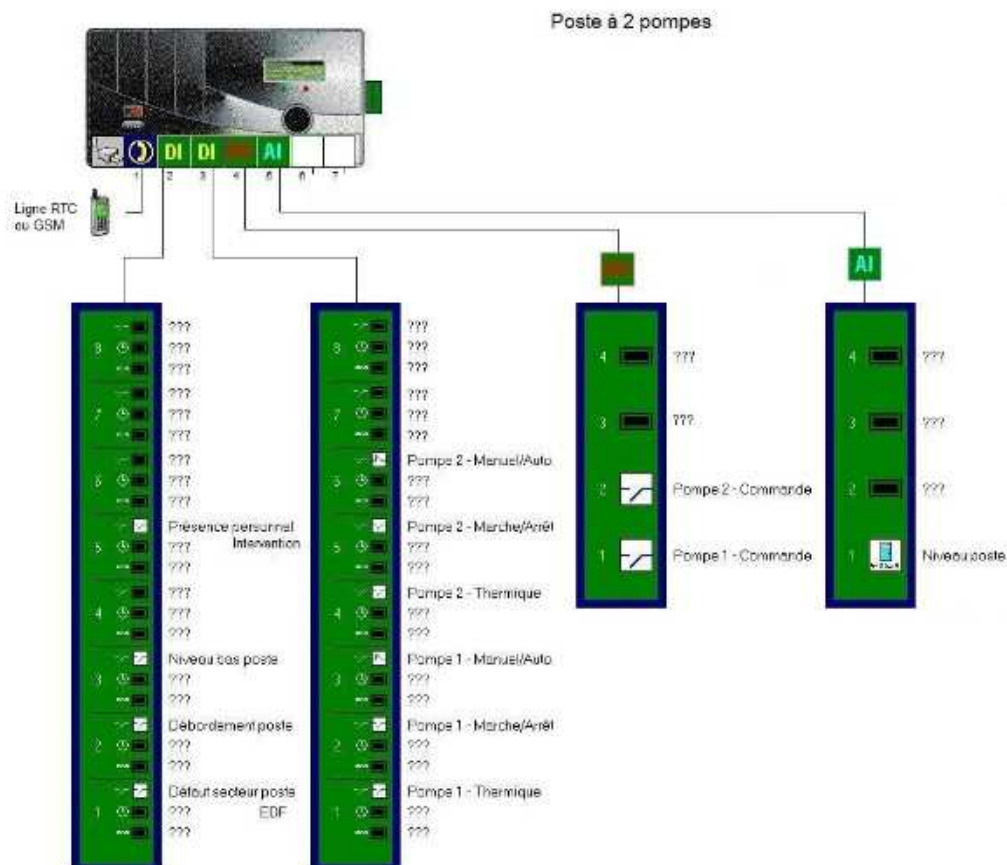 Poste à 2 pompes
DI DI AI
1 2 3 4 5 6 7
Ligne RTC
ou GSM
AI
8 ???
???
???
7 ???
???
???
6 ???
???
???
5 Présence personnel
Intervention
???
???
4 ???
???
???
3 Niveau bas poste
???
???
2 Débordement poste
???
???
1 Défaut secteur poste
EDF
???
???
8 ???
???
???
7 ???
???
???
6 Pompe 2 - Manuel/Auto
???
???
5 Pompe 2 - Marche/Arrêt
???
???
4 Pompe 2 - Thermique
???
???
3 Pompe 1 - Manuel/Auto
???
???
2 Pompe 1 - Marche/Arrêt
???
???
1 Pompe 1 - Thermique
???
???
4 ???
3 ???
2 Pompe 2 - Commande
1 Pompe 1 - Commande
4 ???
3 ???
2 ???
1 Niveau poste